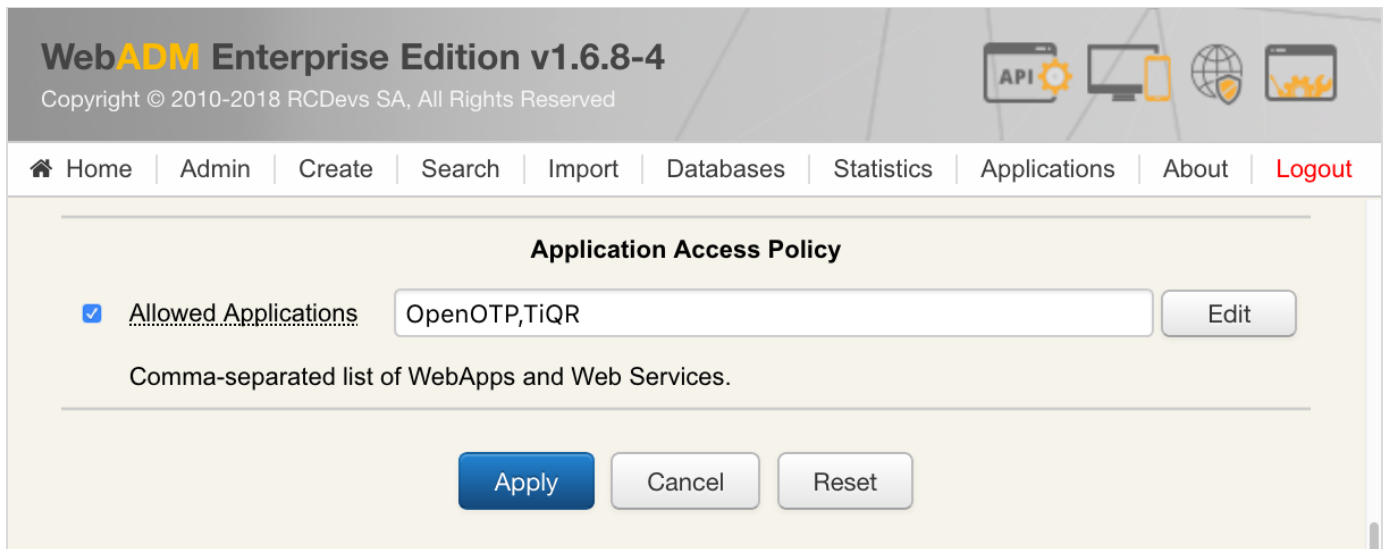 WebADM Enterprise Edition v1.6.8-4
Copyright © 2010-2018 RCDevs SA, All Rights Reserved
API
Home Admin Create Search Import Databases Statistics Applications About Logout
Application Access Policy
Allowed Applications OpenOTP,TiQR Edit
Comma-separated list of WebApps and Web Services.
Apply Cancel Reset